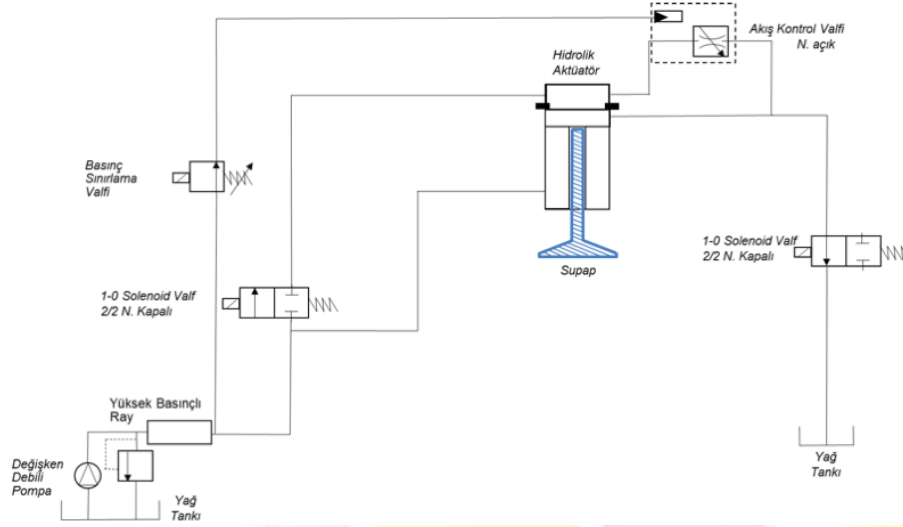 Akış Kontrol Valfi
N. açık
Hidrolik
Aktüatör
Basınç
Sınırlama
Valfi
1-0 Solenoid Valf
2/2 N. Kapalı
Supap
1-0 Solenoid Valf
2/2 N. Kapalı
Yüksek Basınçlı
Ray
Değişken
Debili
Pompa
Yağ
Tankı
Yağ
Tankı